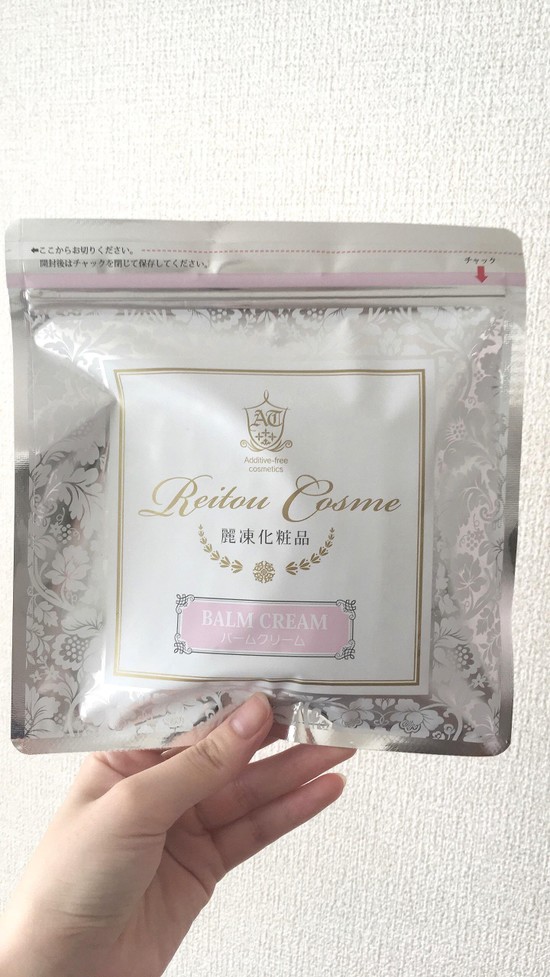 ⬅ここからお切りください。
開封後はチャックを閉じて保存してください。
チャック
AT
Additive-free
cosmetics
Reitou Cosme
麗凍化粧品
BALM CREAM
バームクリーム